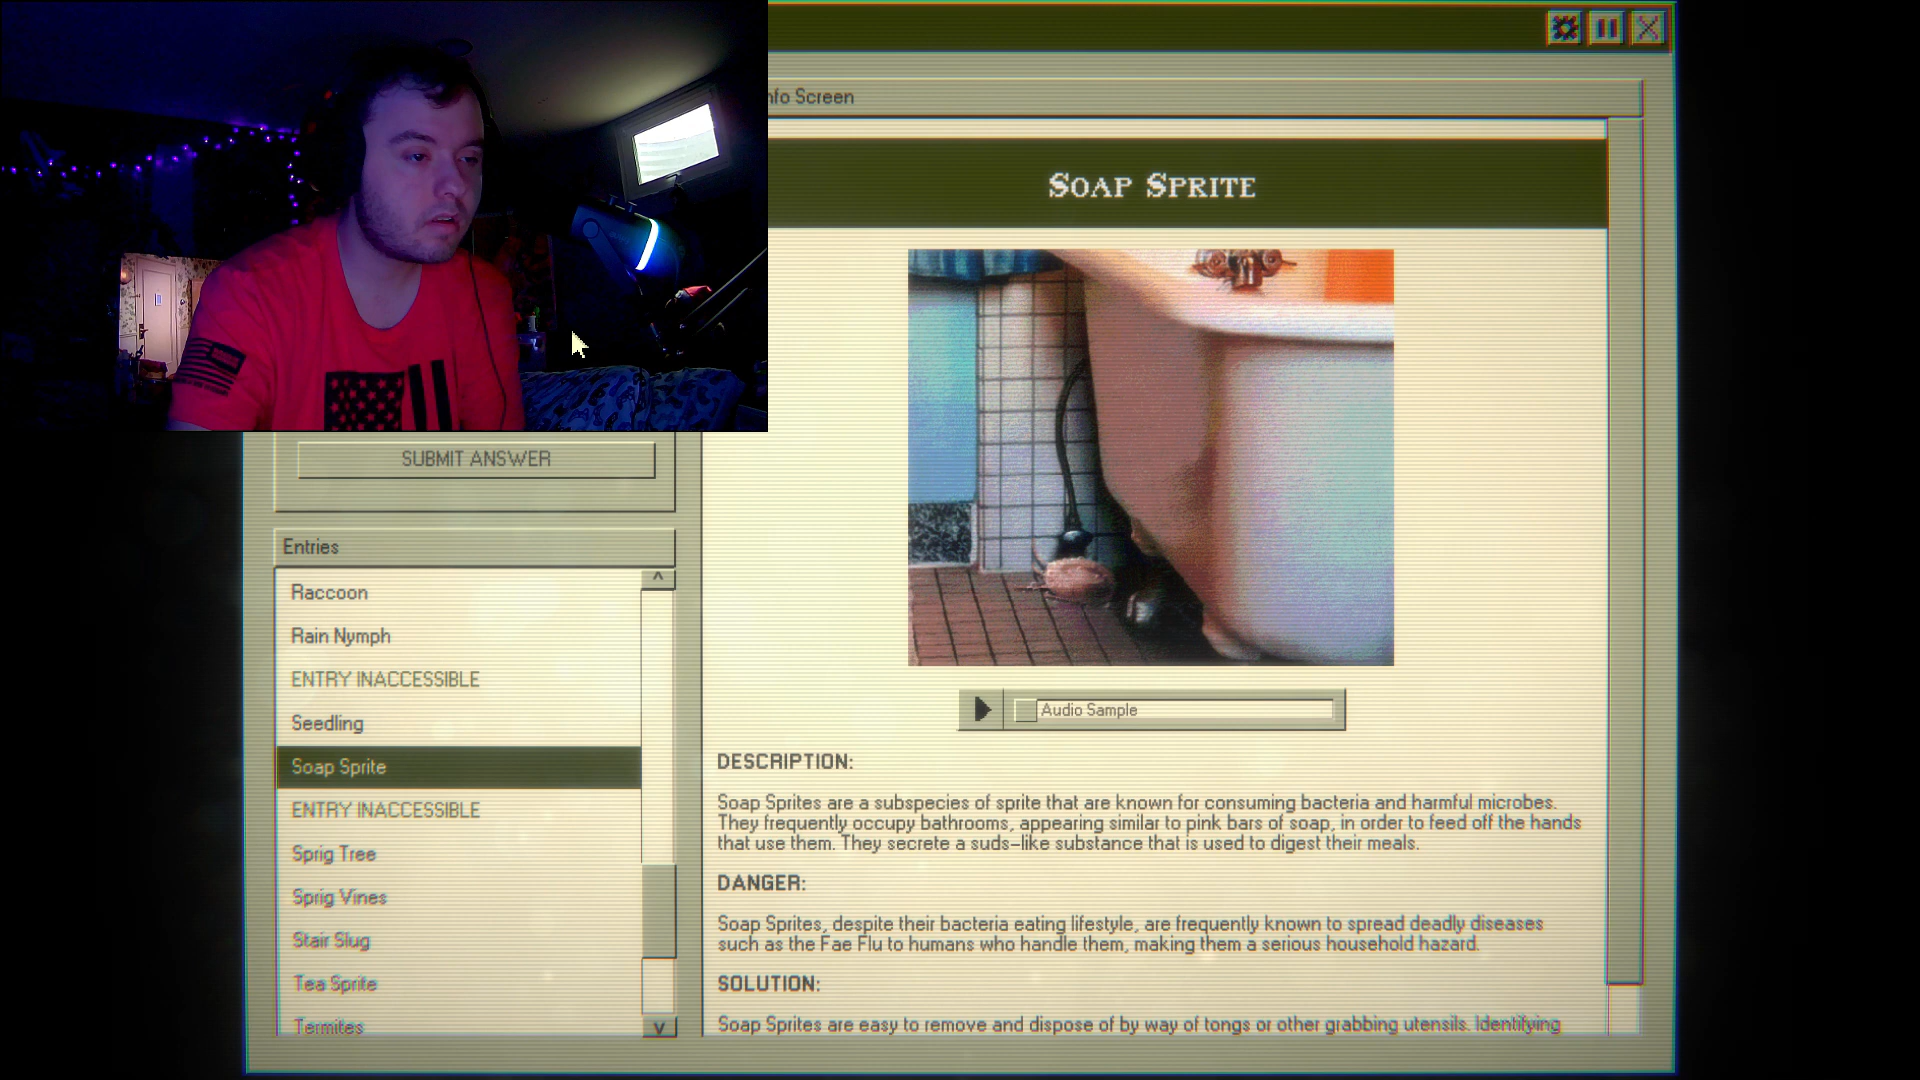 nfo Screen
SOAP SPRITE
SUBMIT ANSWER
Entries
Raccoon
Rain Nymph
ENTRY INACCESSIBLE
Seedling
Soap Sprite
ENTRY INACCESSIBLE
Sprig Tree
Sprig Vines
Stair Slug
Tea Sprite
Termites
Audio Sample
DESCRIPTION:
Soap Sprites are a subspecies of sprite that are known for consuming bacteria and harmful microbes.
They frequently occupy bathrooms, appearing similar to pink bars of soap, in order to feed off the hands
that use them. They secrete a suds-like substance that is used to digest their meals.
DANGER:
Soap Sprites, despite their bacteria eating lifestyle, are frequently known to spread deadly diseases
such as the Fae Flu to humans who handle them, making them a serious household hazard.
SOLUTION:
Soap Sprites are easy to remove and dispose of by way of tongs or other grabbing utensils. Identifying